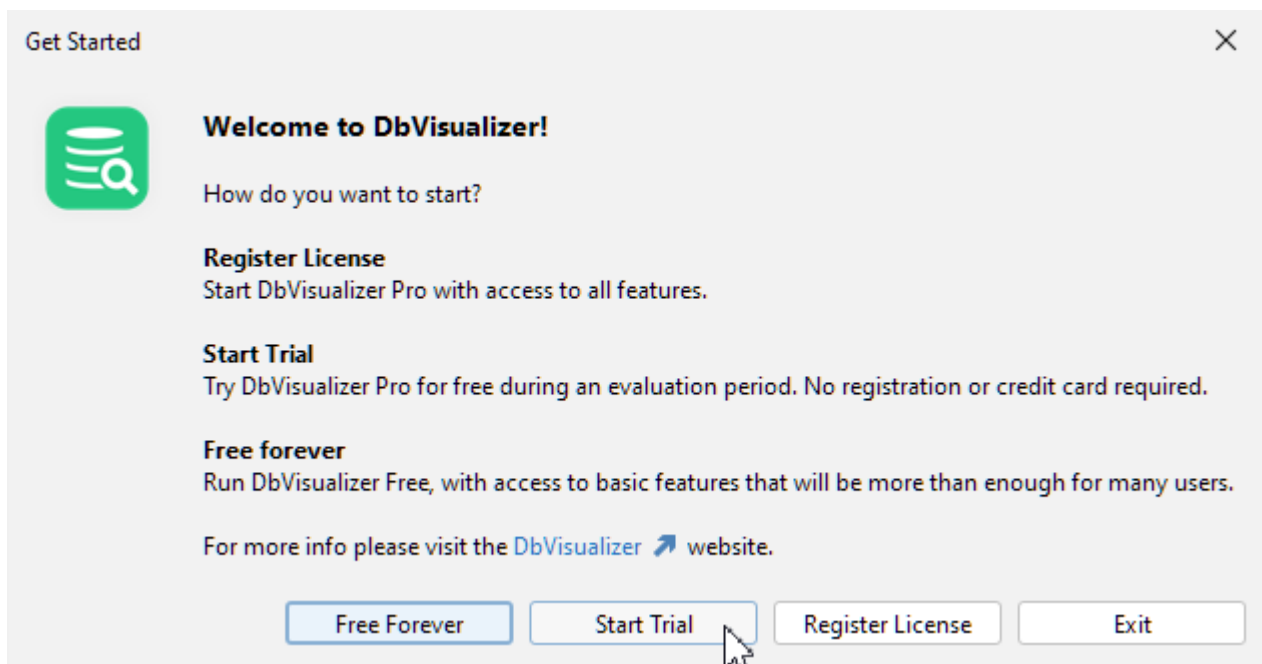 Get Started
Welcome to DbVisualizer!
How do you want to start?
Register License
Start DbVisualizer Pro with access to all features.
Start Trial
Try DbVisualizer Pro for free during an evaluation period. No registration or credit card required.
Free forever
Run DbVisualizer Free, with access to basic features that will be more than enough for many users.
For more info please visit the DbVisualizer website.
Free Forever Start Trial Register License Exit